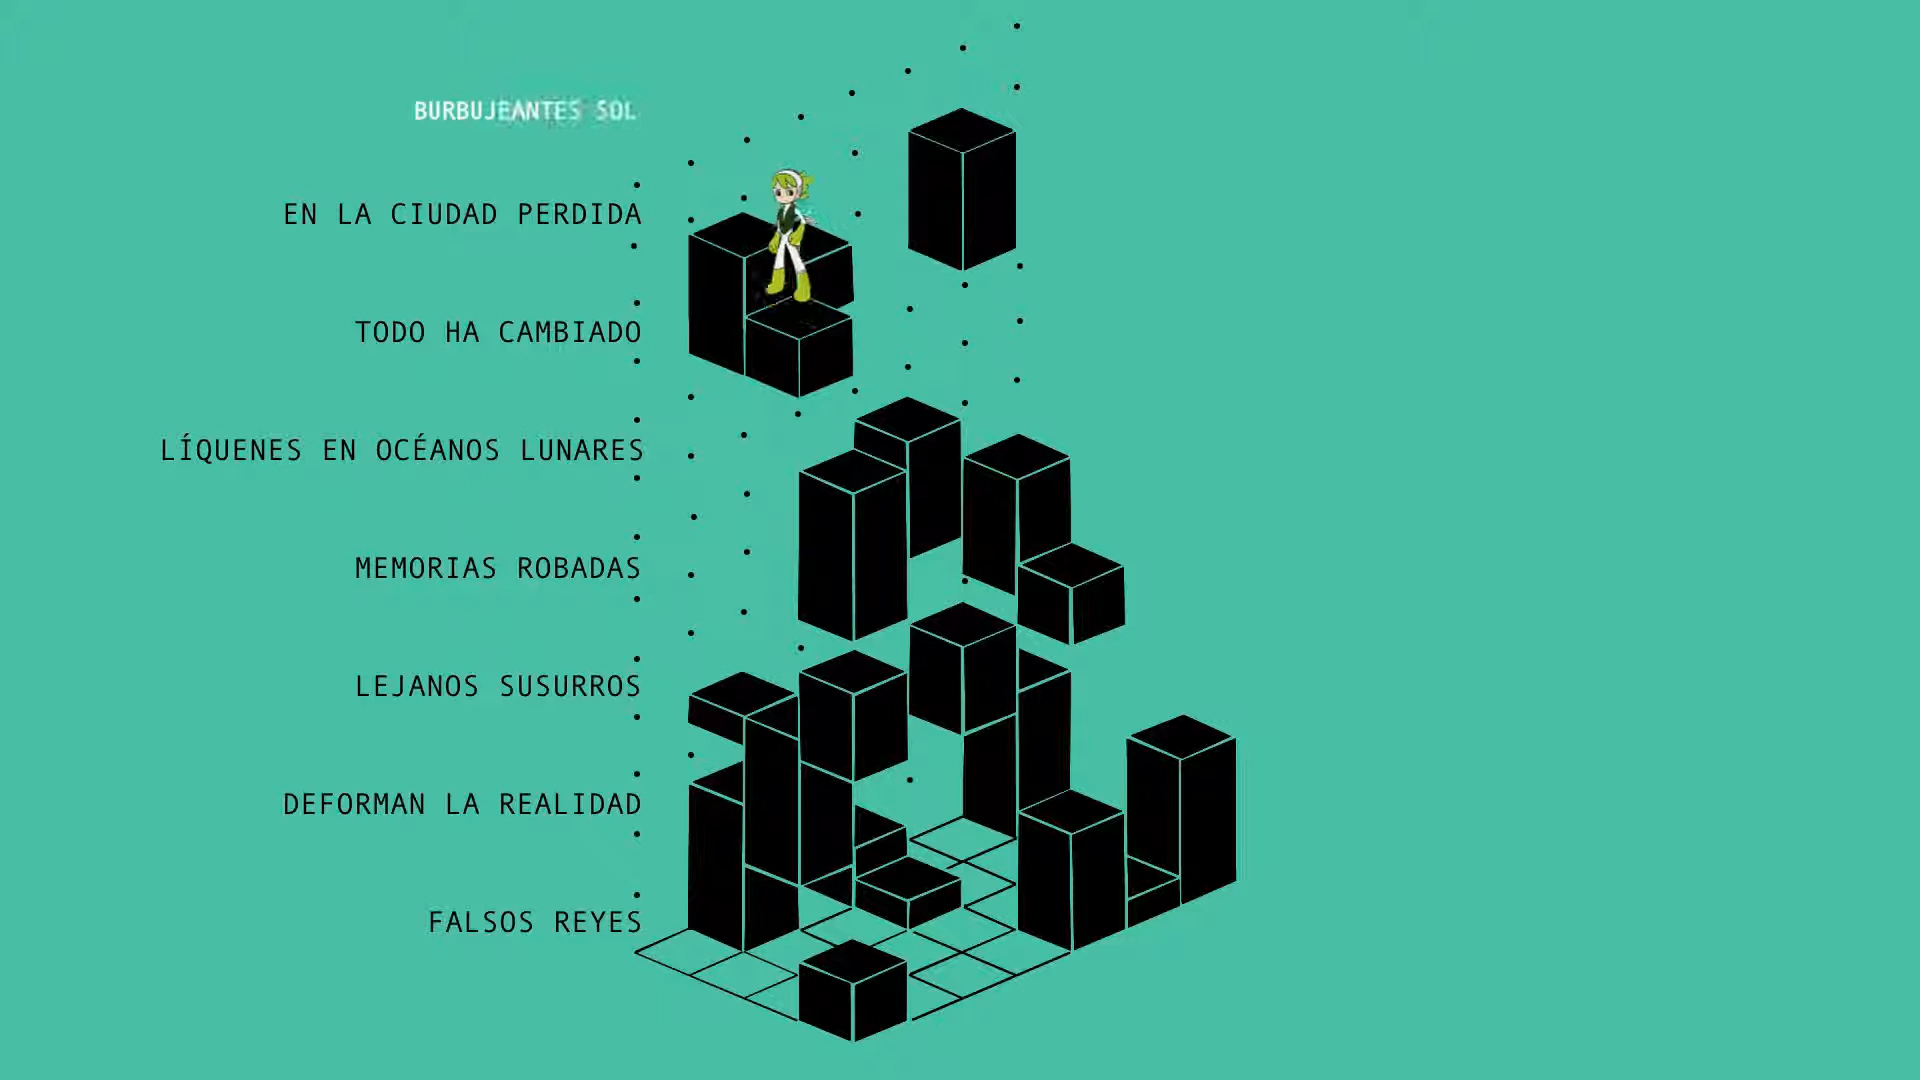 BURBUJEANTES SOL
EN LA CIUDAD PERDIDA
TODO HA CAMBIADO
LÍQUENES EN OCÉANOS LUNARES
MEMORIAS ROBADAS
LEJANOS SUSURROS
DEFORMAN LA REALIDAD
FALSOS REYES